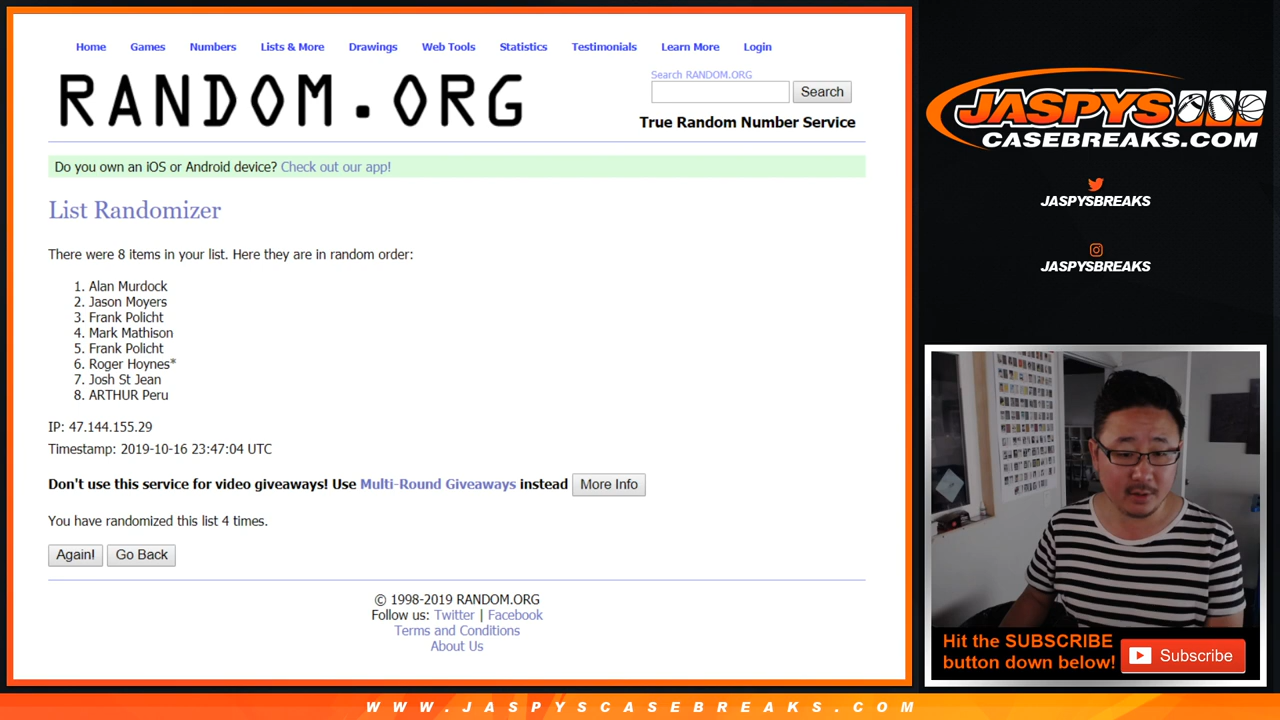 Home Games Numbers Lists & More Drawings Web Tools Statistics Testimonials Learn More Login
RANDOM.ORG
Search RANDOM.ORG
Search
True Random Number Service
Do you own an iOS or Android device? Check out our app!
List Randomizer
There were 8 items in your list. Here they are in random order:
1. Alan Murdock
2. Jason Moyers
3. Frank Policht
4. Mark Mathison
5. Frank Policht
6. Roger Hoynes*
7. Josh St Jean
8. ARTHUR Peru
IP: 47.144.155.29
Timestamp: 2019-10-16 23:47:04 UTC
Don't use this service for video giveaways! Use Multi-Round Giveaways instead More Info
You have randomized this list 4 times.
Again! Go Back
© 1998-2019 RANDOM.ORG
Follow us: Twitter | Facebook
Terms and Conditions
About Us
JASPYS
CASEBREAKS.COM
JASPYSBREAKS
JASPYSBREAKS
Hit the SUBSCRIBE
button down below!
Subscribe
WWW.JASPYSCASEBREAKS.COM